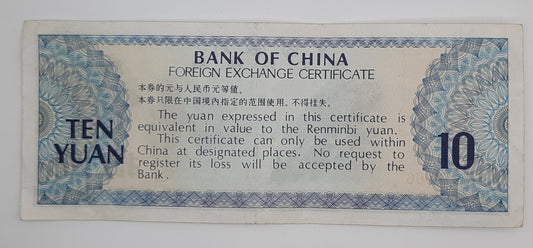 BANK OF CHINA
FOREIGN EXCHANGE CERTIFICATE
本券的元与人民币元等值。
本券只限在中国境内指定的范围使用，不得挂失。
The yuan expressed in this certificate is
equivalent in value to the Renminbi yuan.
This certificate can only be used within
China at designated places. No request to
register its loss will be accepted by the
Bank.
TEN
YUAN
10